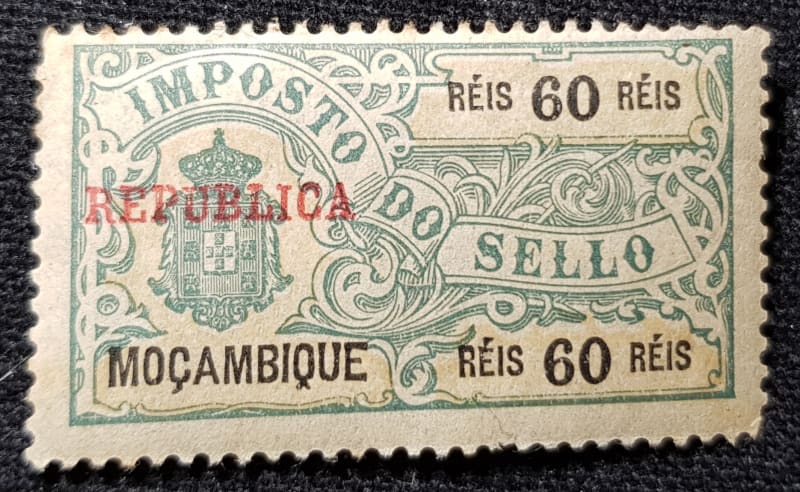 IMPOSTO DO SELLO
RÉIS 60 RÉIS
REPUBLICA
MOÇAMBIQUE
RÉIS 60 RÉIS